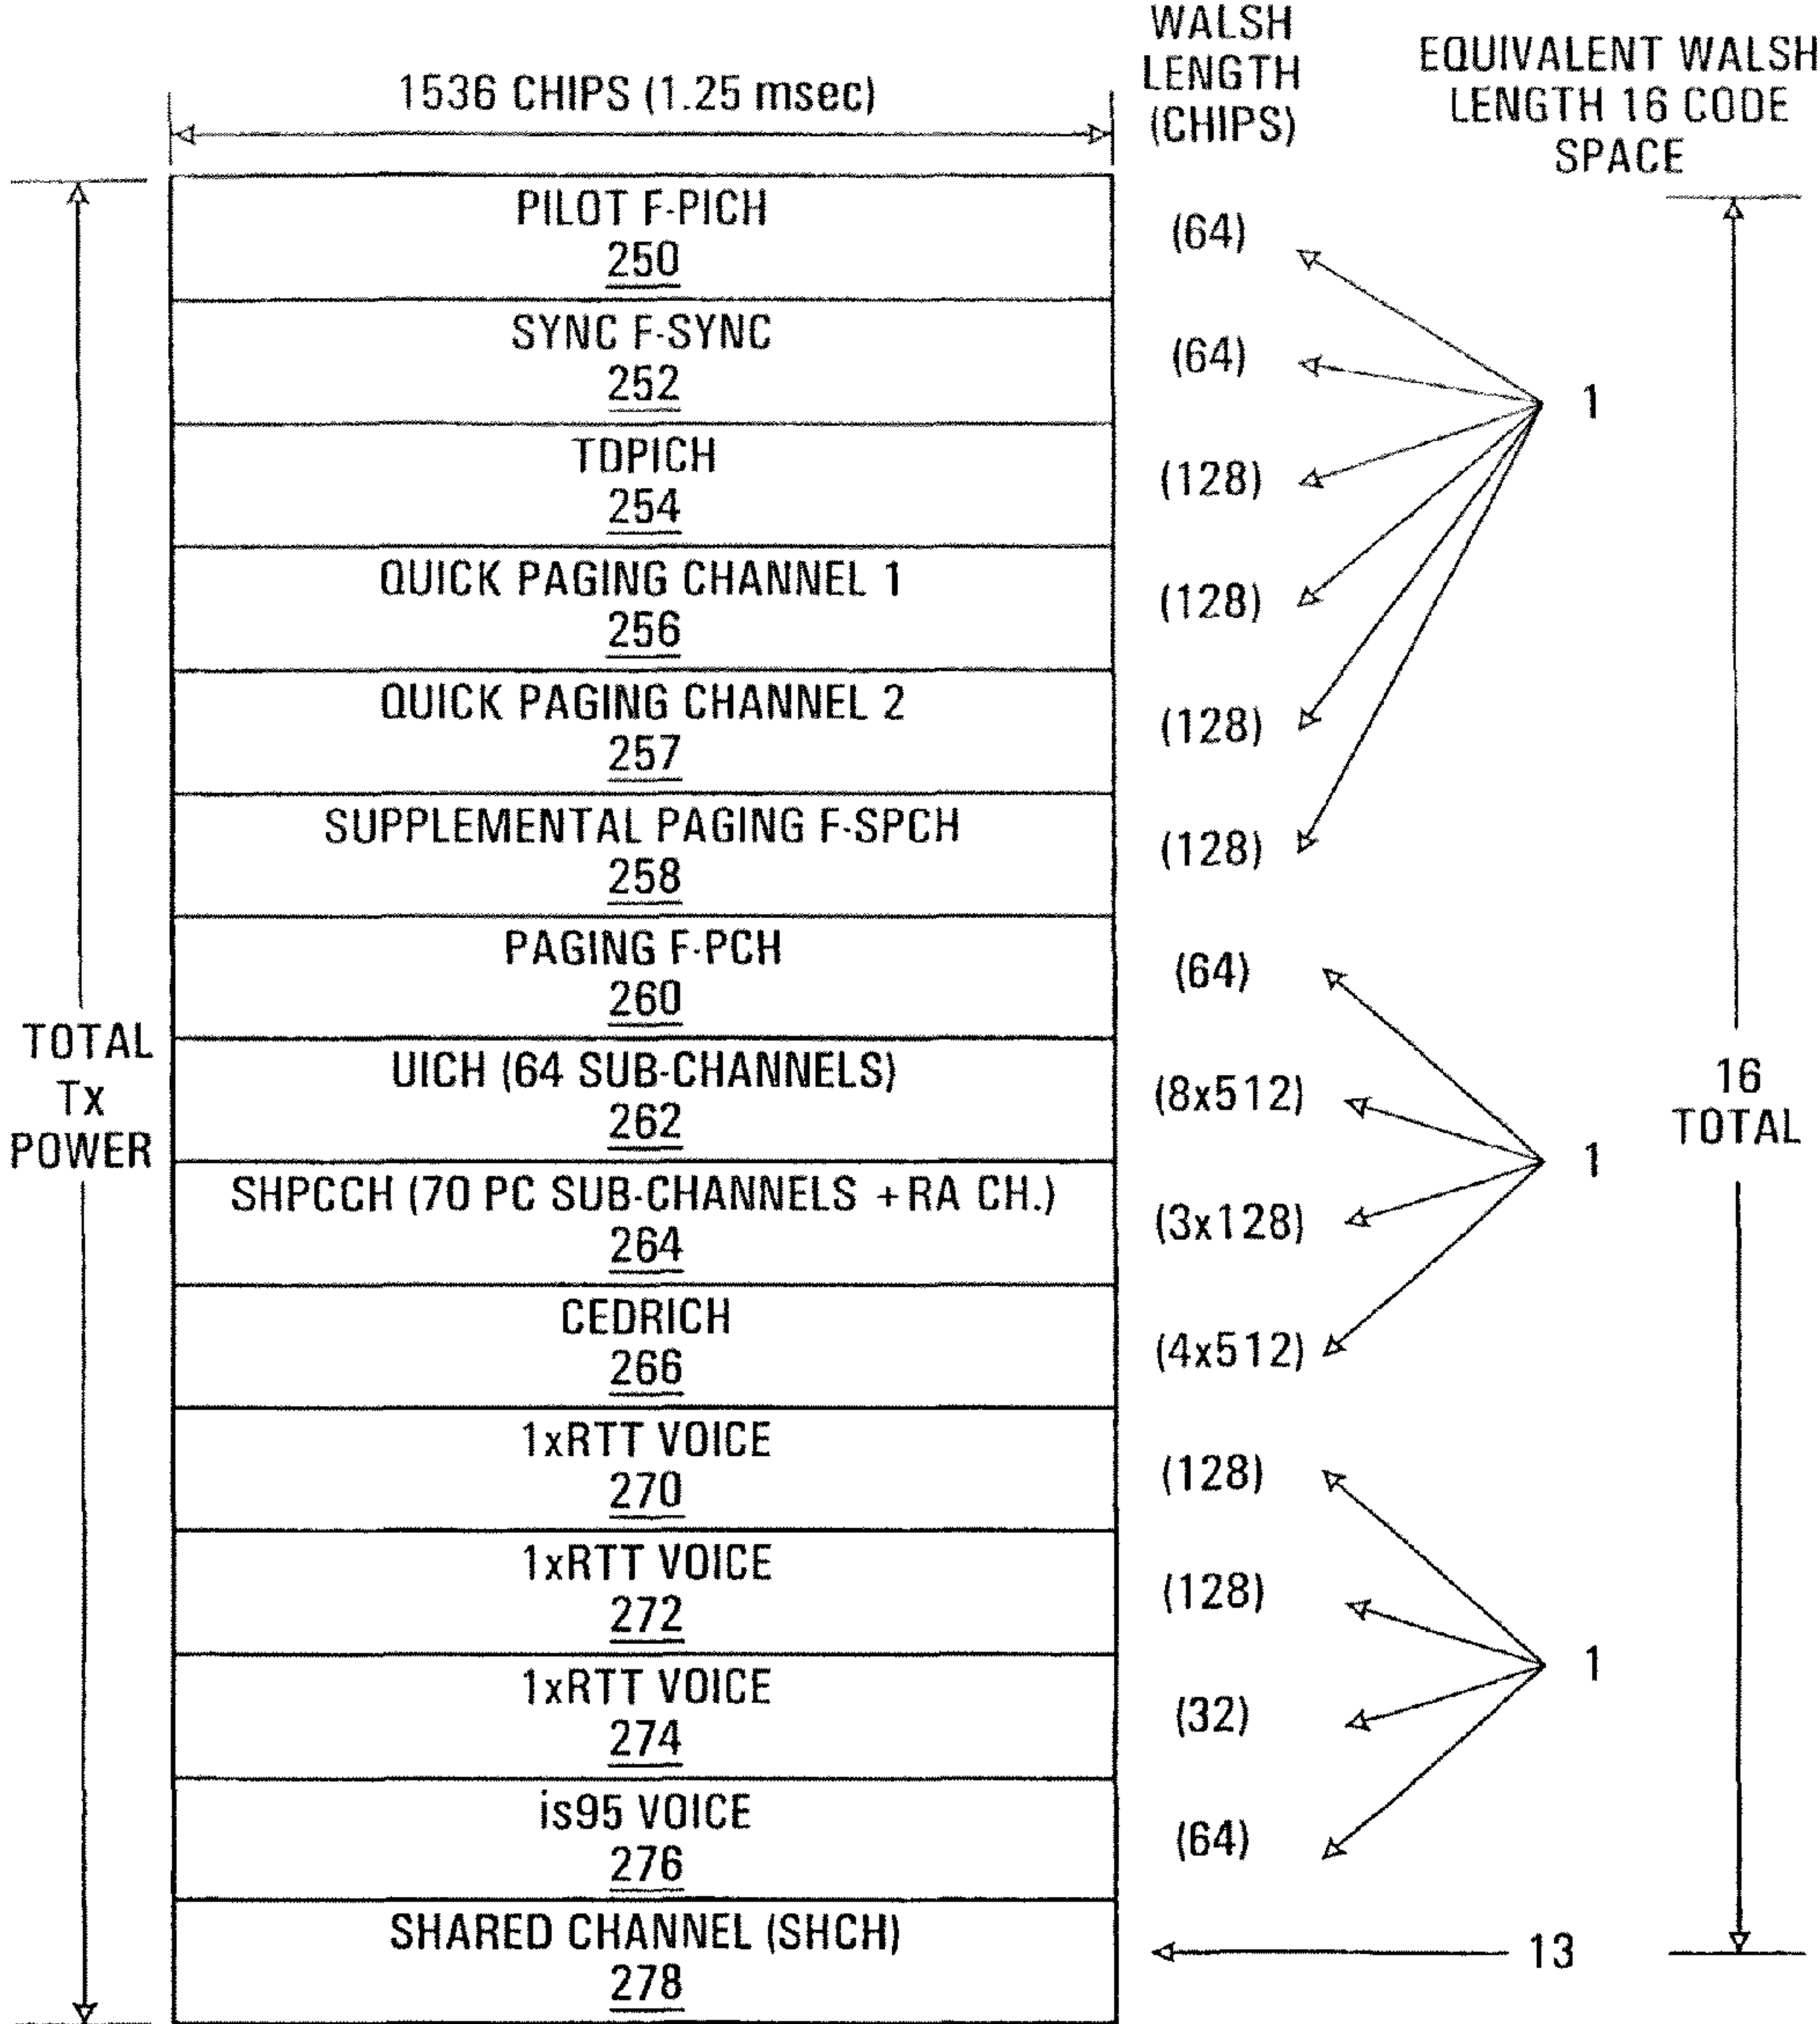 WALSH
LENGTH
(CHIPS)
EQUIVALENT WALSH
LENGTH 16 CODE
SPACE
1536 CHIPS (1.25 msec)
PILOT F-PICH
250
(64)
SYNC F-SYNC
252
(64)
1
TDPICH
254
(128)
QUICK PAGING CHANNEL 1
256
(128)
QUICK PAGING CHANNEL 2
257
(128)
SUPPLEMENTAL PAGING F-SPCH
258
(128)
PAGING F-PCH
260
(64)
TOTAL
Tx
POWER
UICH (64 SUB-CHANNELS)
262
(8x512)
1
16
TOTAL
SHPCCH (70 PC SUB-CHANNELS +RA CH.)
264
(3x128)
CEDRICH
266
(4x512)
1xRTT VOICE
270
(128)
1xRTT VOICE
272
(128)
1
1xRTT VOICE
274
(32)
is95 VOICE
276
(64)
SHARED CHANNEL (SHCH)
278
13